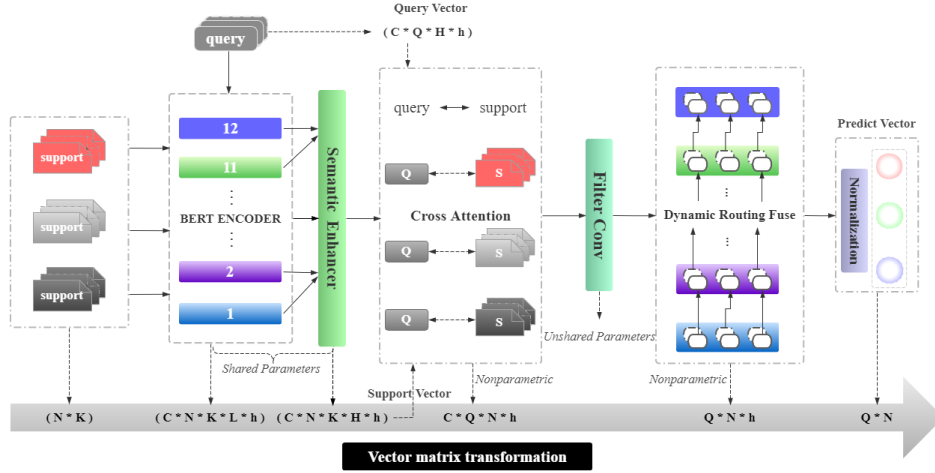 Query Vector
query
( C * Q * H * h )
support
support
support
12
11
BERT ENCODER
2
1
Semantic Enhancer
query
support
Q
S
Cross Attention
Q
S
Q
S
Filter Conv
Dynamic Routing Fuse
Predict Vector
Normalization
Shared Parameters
Support Vector
Nonparametric
Unshared Parameters
Nonparametric
( N * K )
( C * N * K * L * h )
( C * N * K * H * h )
C * Q * N * h
Q * N * h
Q * N
Vector matrix transformation